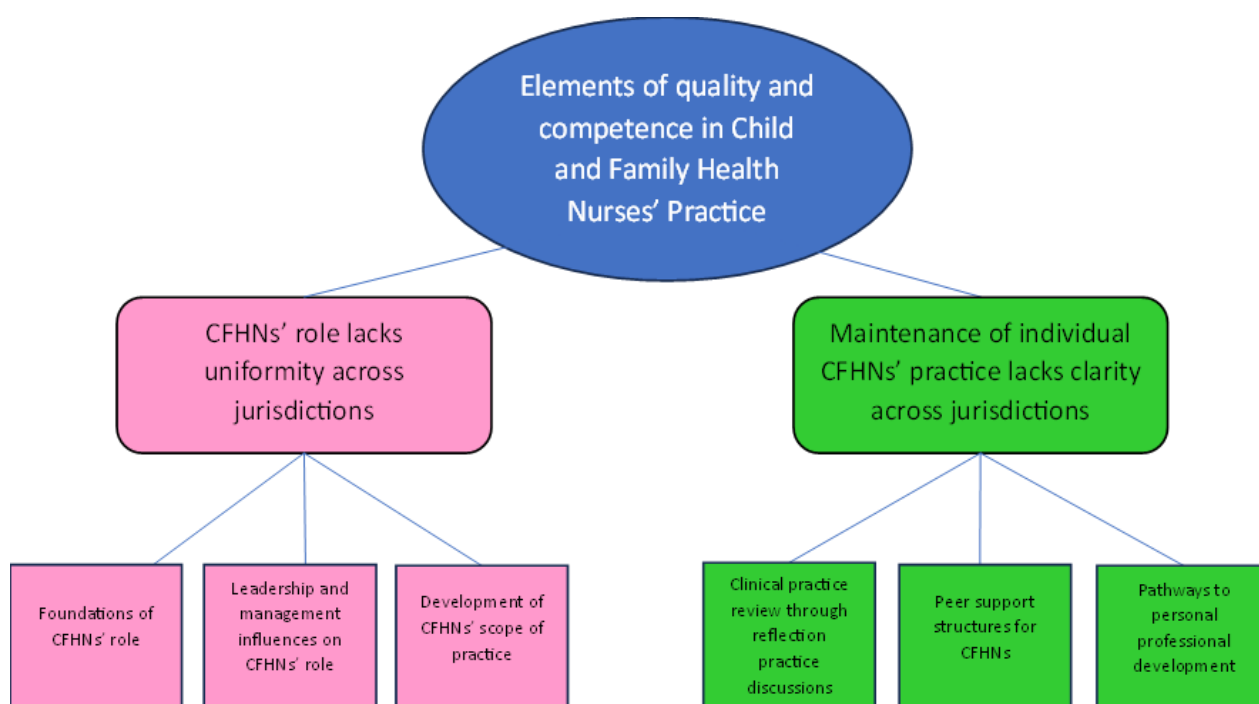 Elements of quality and
competence in Child
and Family Health
Nurses’ Practice
CFHNs’ role lacks
uniformity across
jurisdictions
Maintenance of individual
CFHNs’ practice lacks clarity
across jurisdictions
Foundations of
CFHNs’ role
Leadership and
management
influences on
CFHNs’ role
Development of
CFHNs’ scope of
practice
Clinical practice
review through
reflection
practice
discussions
Peer support
structures for
CFHNs
Pathways to
personal
professional
development